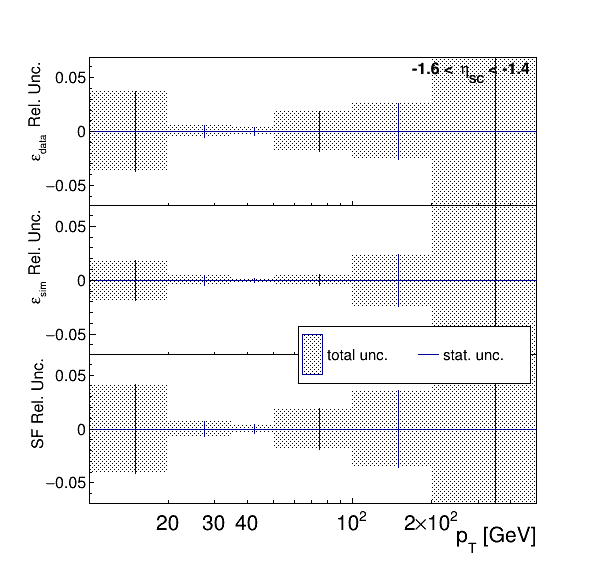 -1.6 < η_SC < -1.4
ε_data Rel. Unc.
0.05
0
−0.05
ε_sim Rel. Unc.
0.05
0
−0.05
total unc. stat. unc.
SF Rel. Unc.
0.05
0
−0.05
20 30 40 10² 2×10²
p_T [GeV]